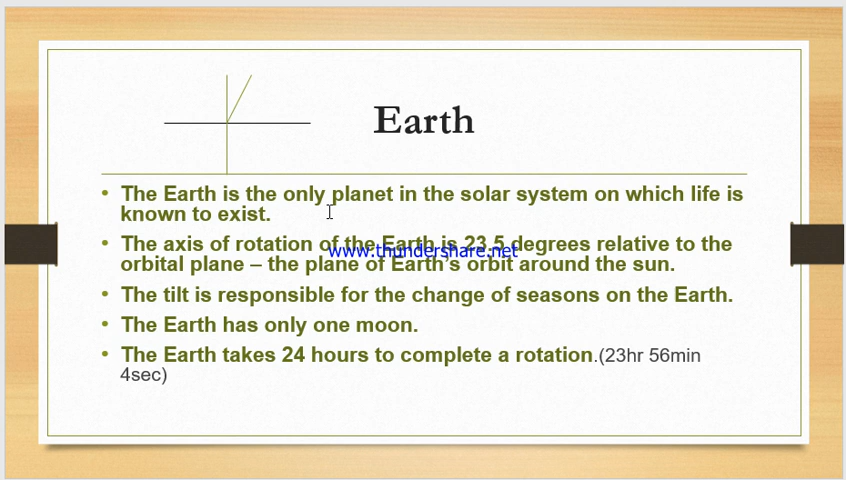 Earth
• The Earth is the only planet in the solar system on which life is
known to exist.
• The axis of rotation of the Earth is 23.5 degrees relative to the
www.thundershare.net
orbital plane – the plane of Earth's orbit around the sun.
• The tilt is responsible for the change of seasons on the Earth.
• The Earth has only one moon.
• The Earth takes 24 hours to complete a rotation.(23hr 56min
4sec)